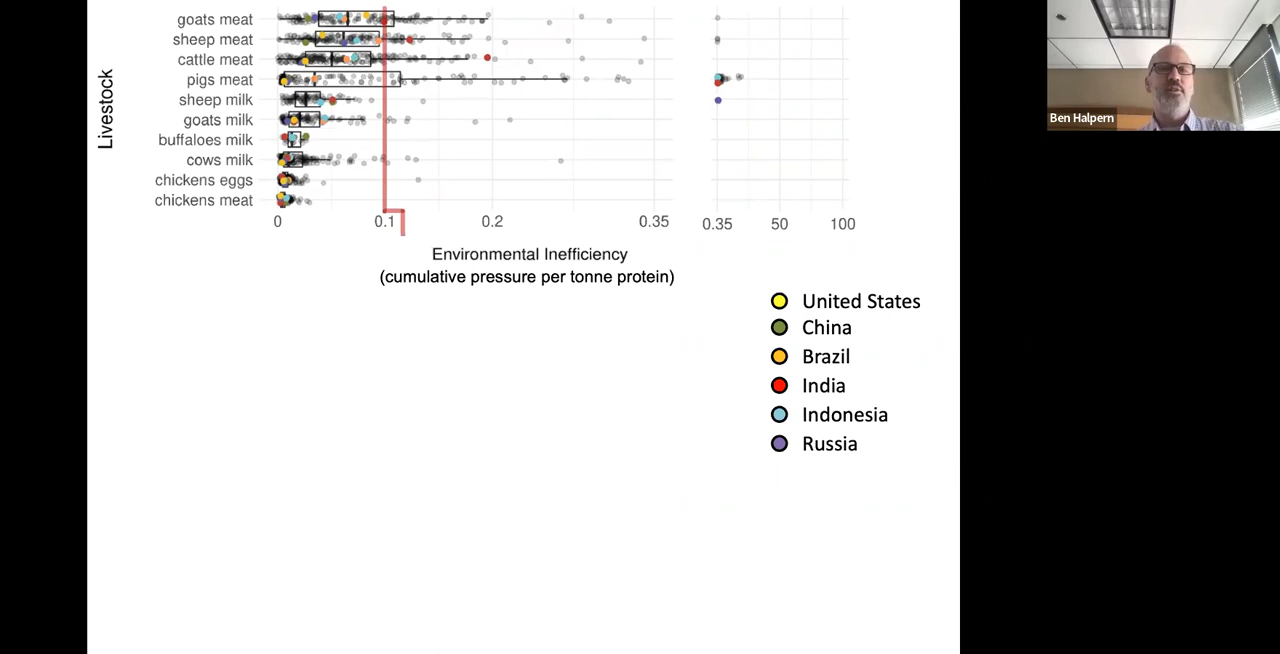 goats meat
sheep meat
cattle meat
pigs meat
sheep milk
goats milk
buffaloes milk
cows milk
chickens eggs
chickens meat
Livestock
0 0.1 0.2 0.35 0.35 50 100
Environmental Inefficiency
(cumulative pressure per tonne protein)
United States
China
Brazil
India
Indonesia
Russia
Ben Halpern